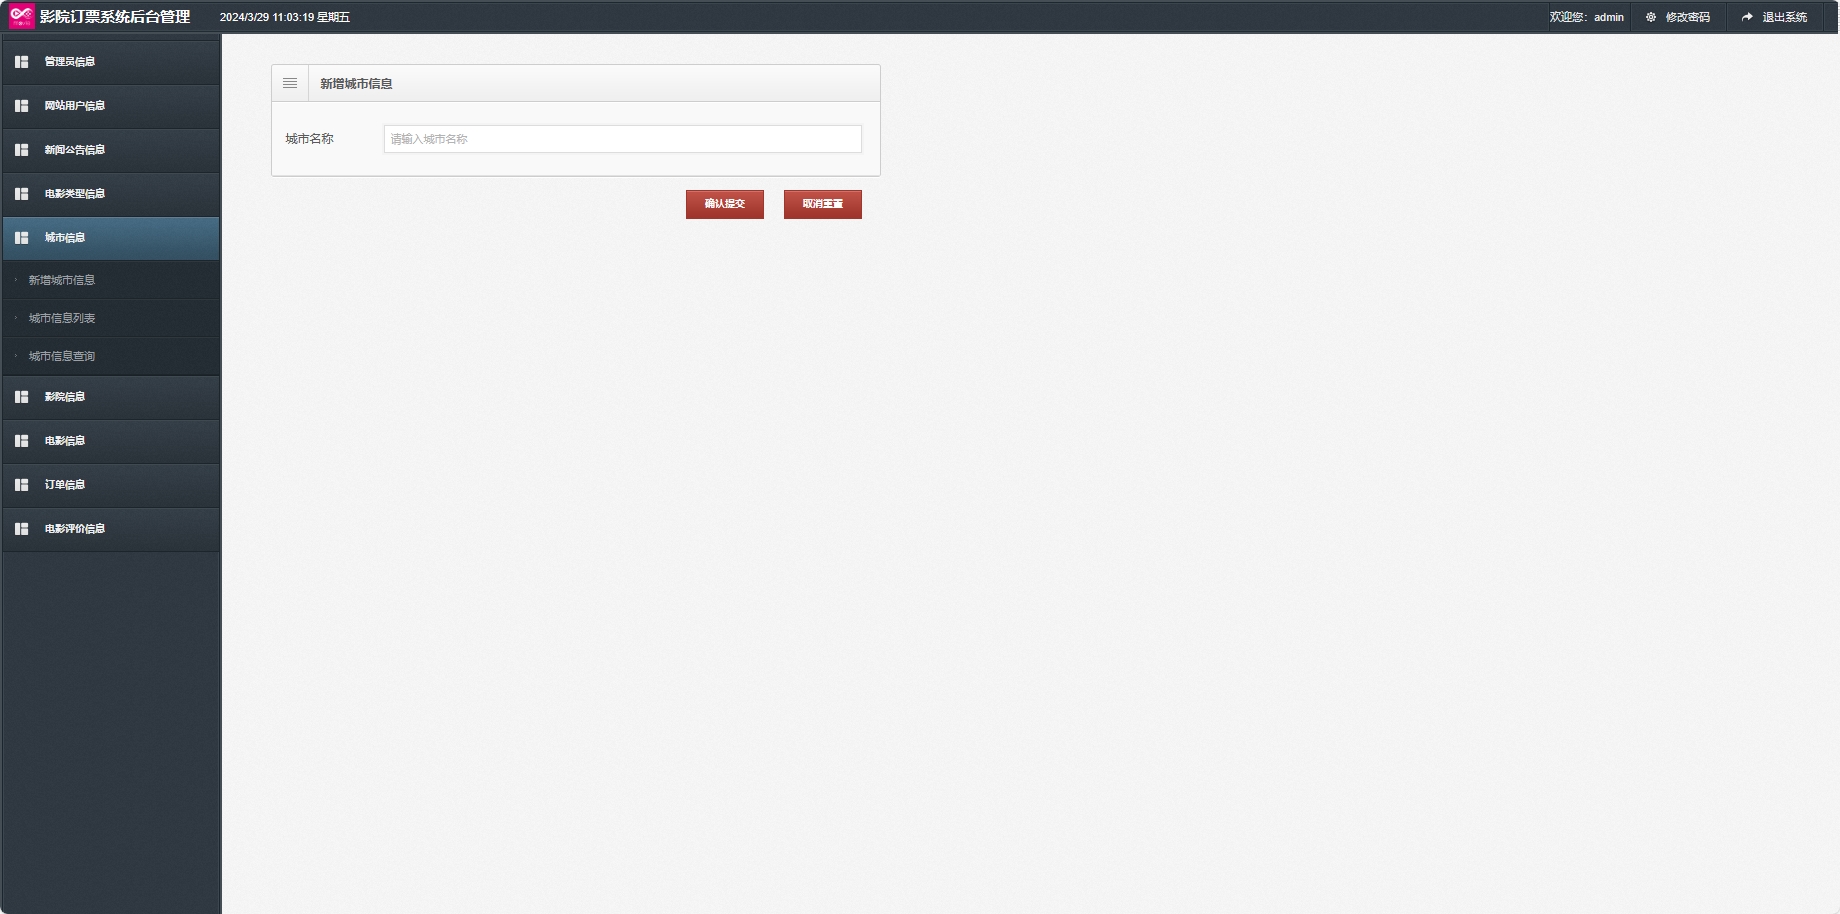 影院订票系统后台管理 2024/3/29 11:03:19 星期五 欢迎您：admin 修改密码 退出系统
管理员信息
网站用户信息
新闻公告信息
电影类型信息
城市信息
新增城市信息
城市信息列表
城市信息查询
影院信息
电影信息
订单信息
电影评价信息
新增城市信息
城市名称 请输入城市名称
确认提交 取消重置